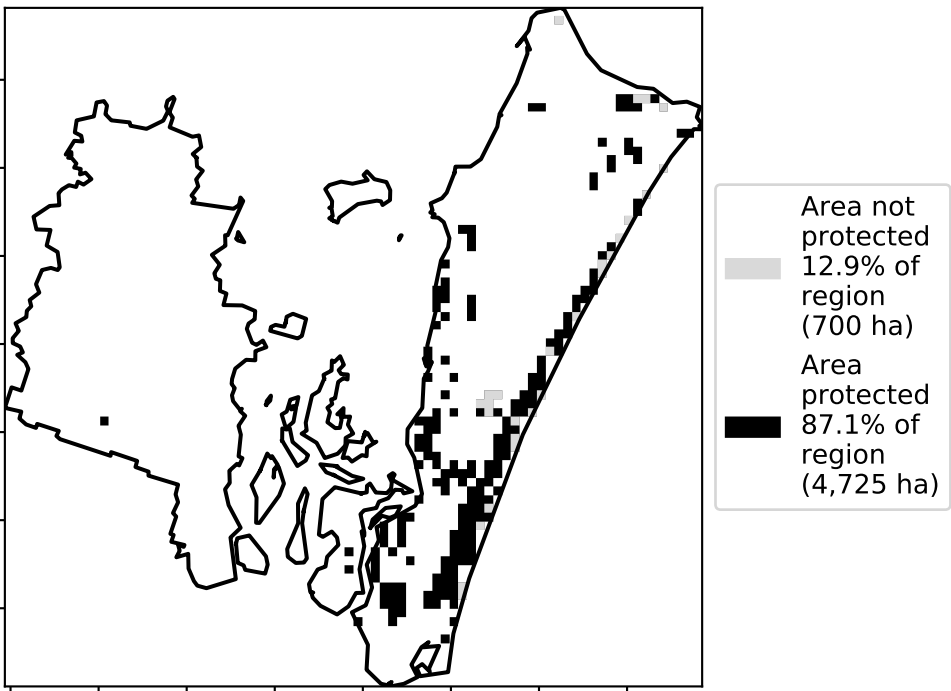 Area not
protected
12.9% of
region
(700 ha)
Area
protected
87.1% of
region
(4,725 ha)